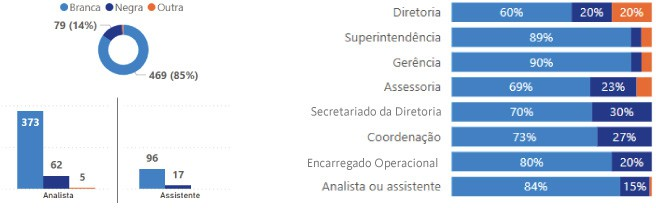 Branca Negra Outra
79 (14%)
469 (85%)
373
62
5
96
17
Analista
Assistente
Diretoria 60% 20% 20%
Superintendência 89%
Gerência 90%
Assessoria 69% 23%
Secretariado da Diretoria 70% 30%
Coordenação 73% 27%
Encarregado Operacional 80% 20%
Analista ou assistente 84% 15%